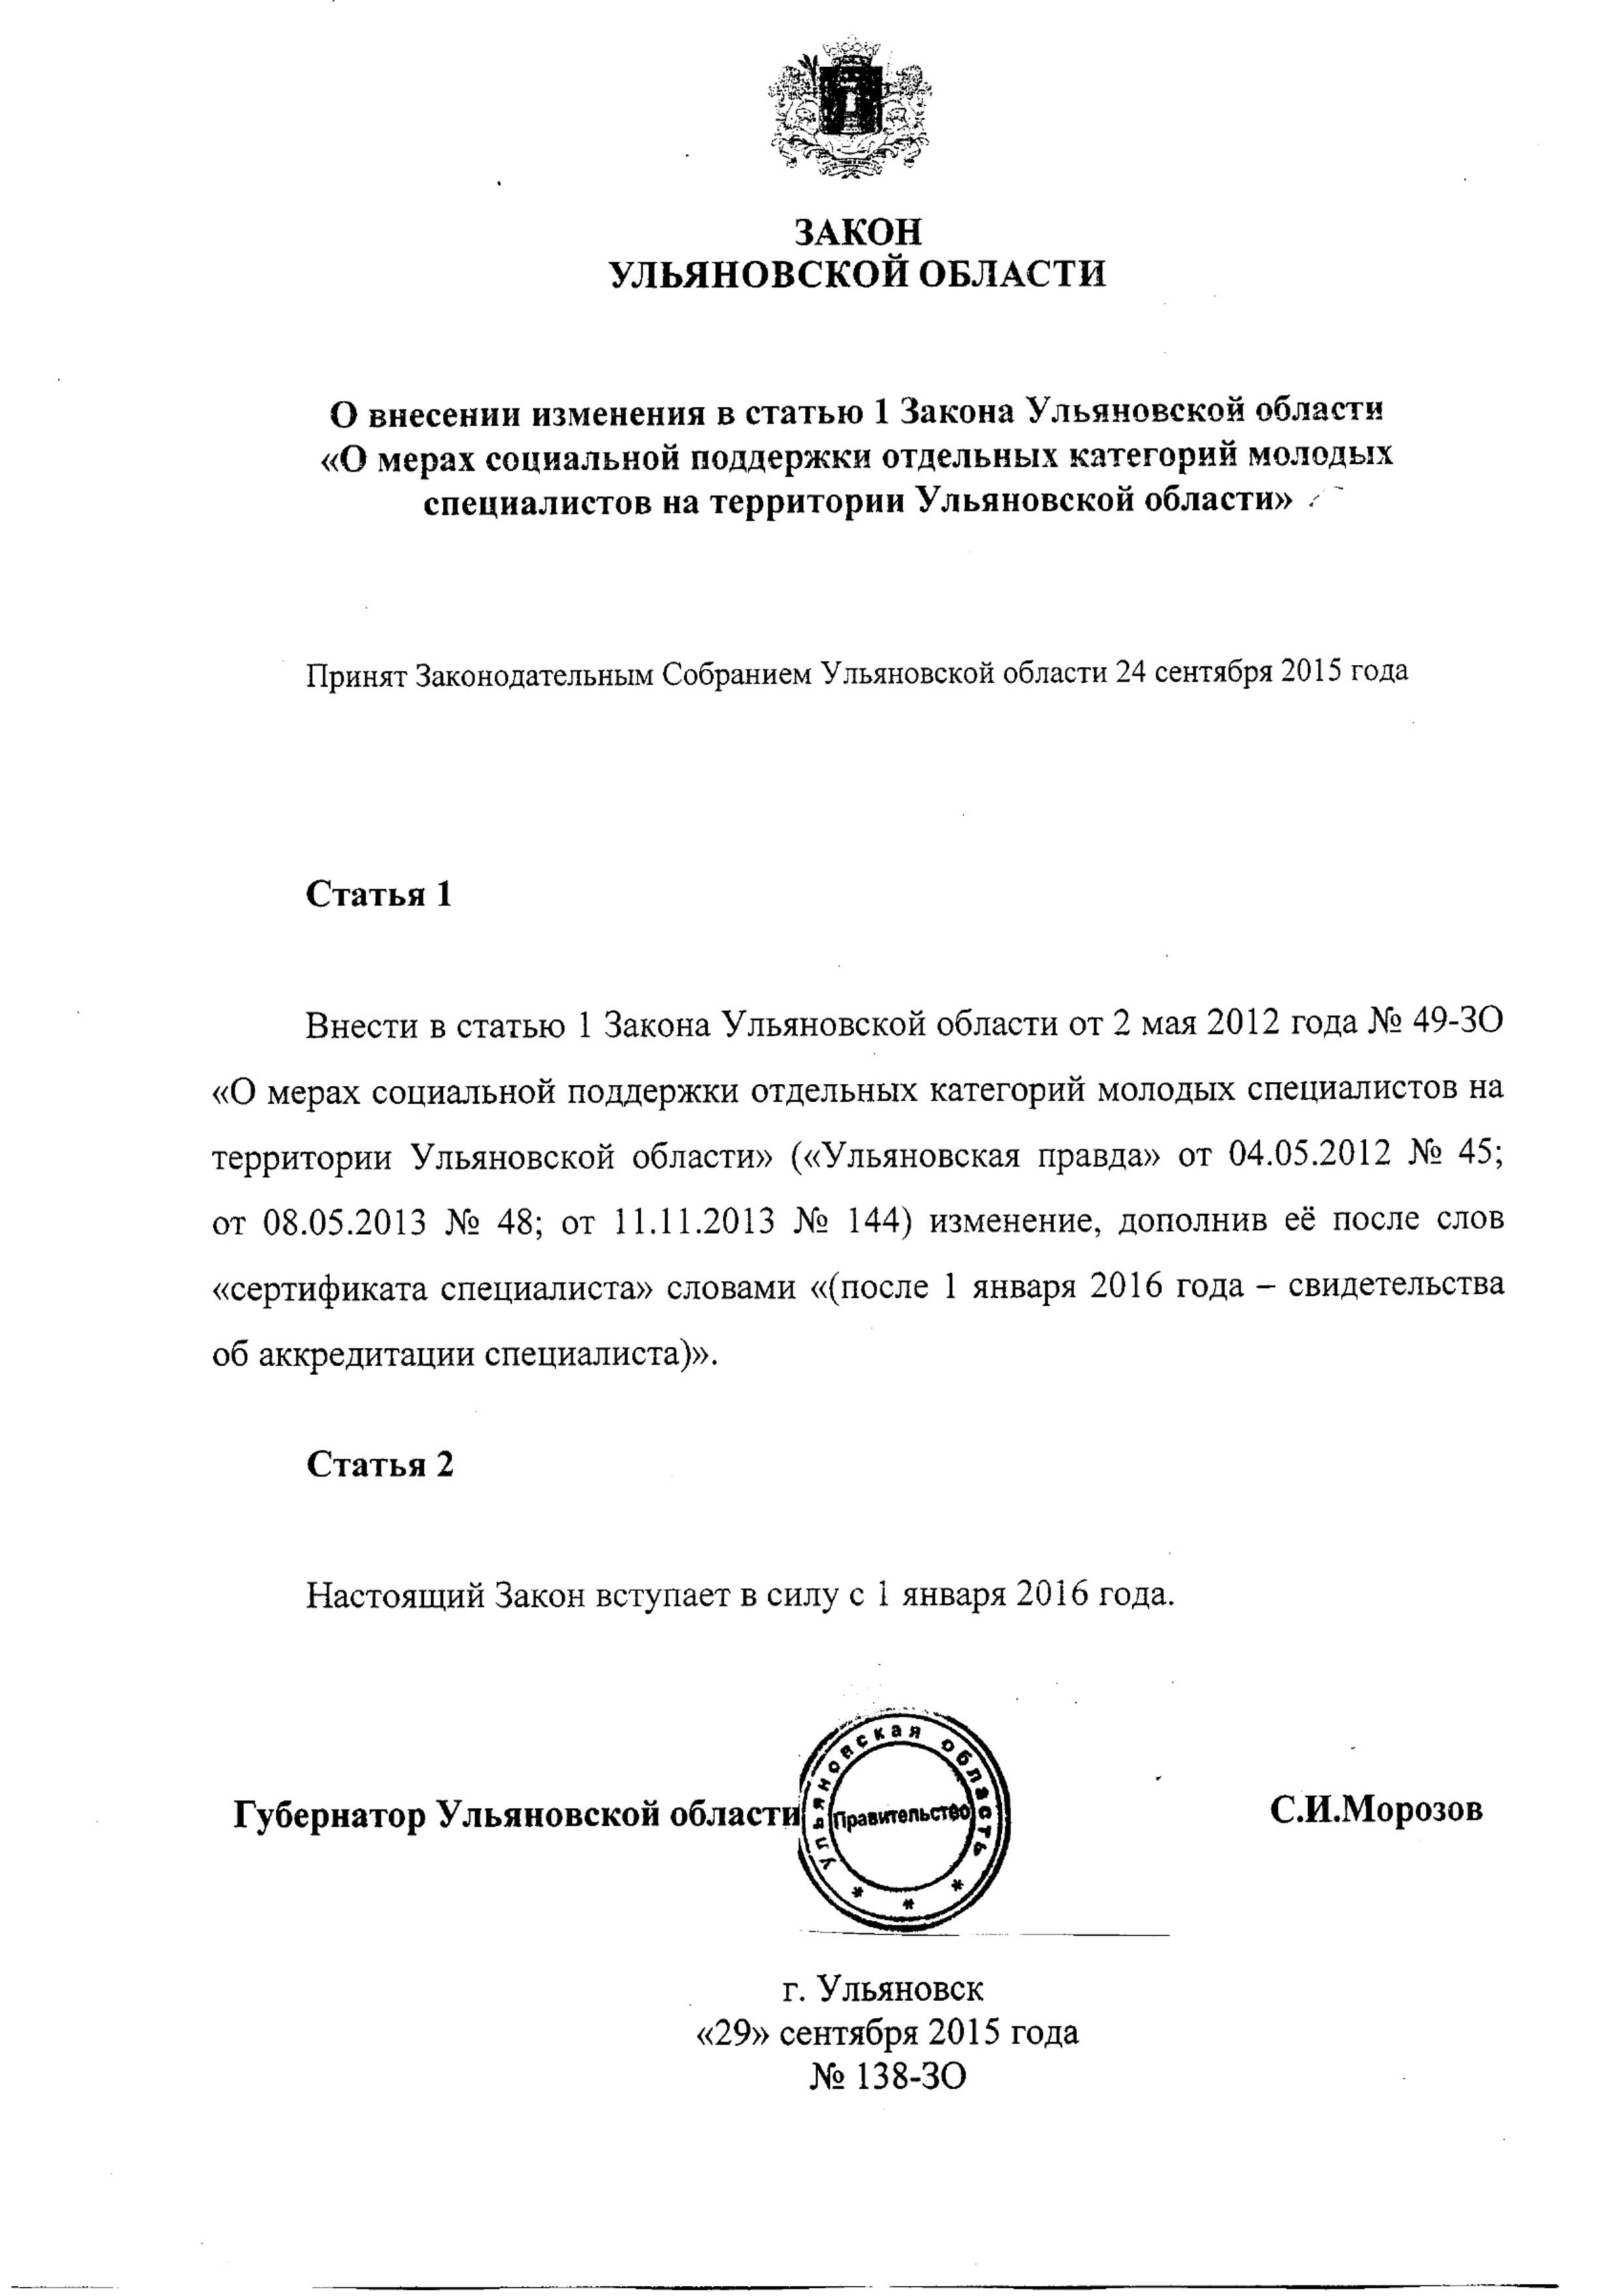 ЗАКОН
УЛЬЯНОВСКОЙ ОБЛАСТИ
О внесении изменения в статью 1 Закона Ульяновской области
«О мерах социальной поддержки отдельных категорий молодых
специалистов на территории Ульяновской области»
Принят Законодательным Собранием Ульяновской области 24 сентября 2015 года
Статья 1
Внести в статью 1 Закона Ульяновской области от 2 мая 2012 года № 49-ЗО
«О мерах социальной поддержки отдельных категорий молодых специалистов на
территории Ульяновской области» («Ульяновская правда» от 04.05.2012 № 45;
от 08.05.2013 № 48; от 11.11.2013 № 144) изменение, дополнив её после слов
«сертификата специалиста» словами «(после 1 января 2016 года – свидетельства
об аккредитации специалиста)».
Статья 2
Настоящий Закон вступает в силу с 1 января 2016 года.
Губернатор Ульяновской области
Ульяновская область
Правительство
* * *
С.И.Морозов
г. Ульяновск
«29» сентября 2015 года
№ 138-ЗО